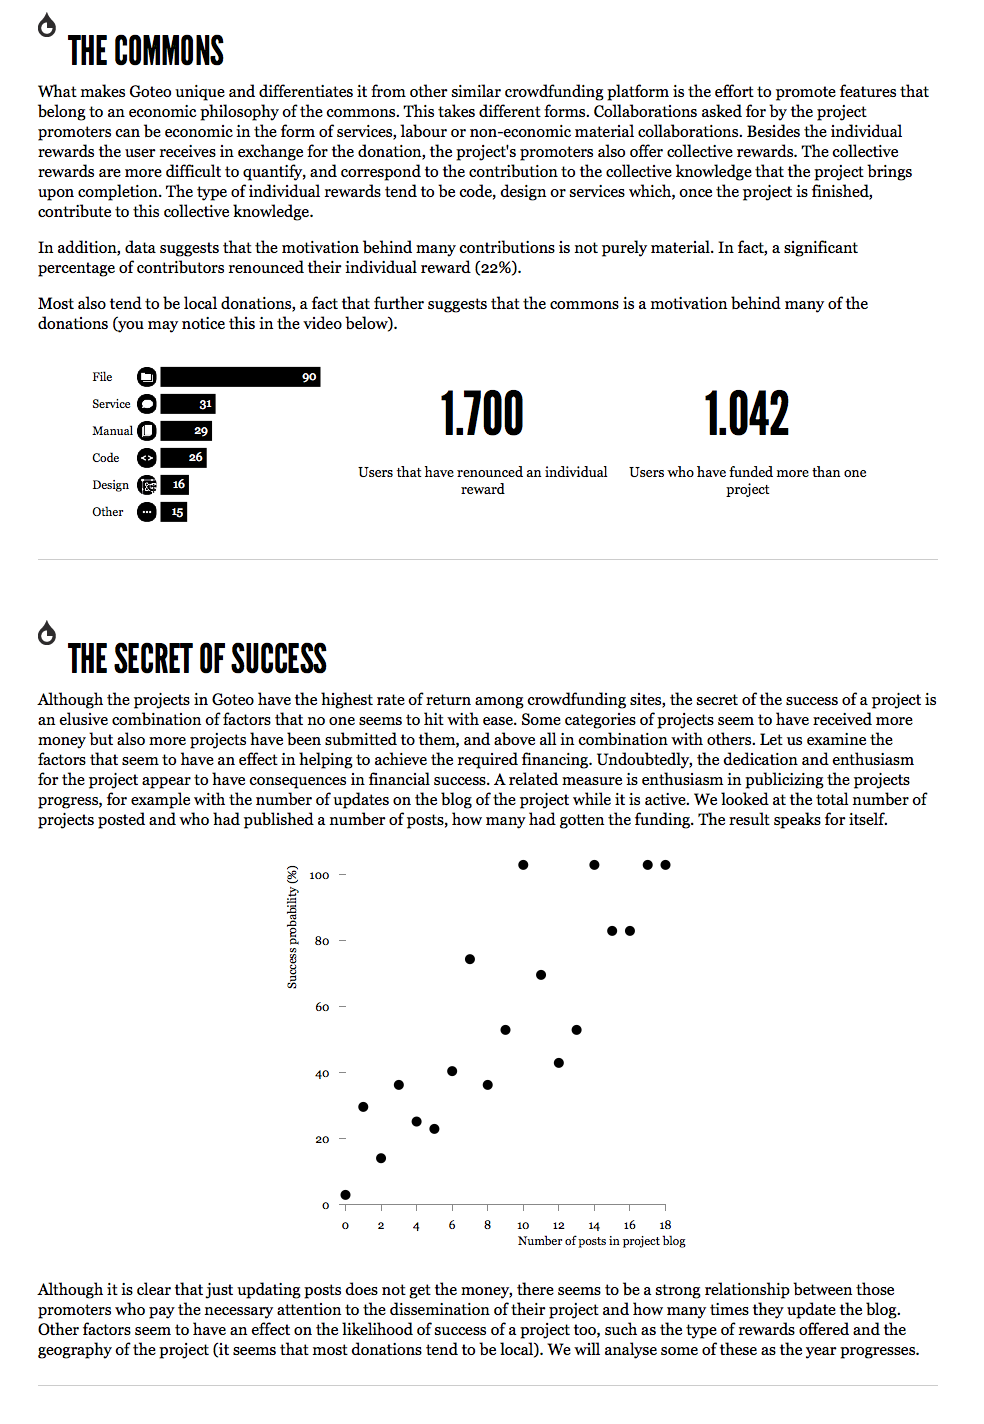 THE COMMONS
What makes Goteo unique and differentiates it from other similar crowdfunding platform is the effort to promote features that
belong to an economic philosophy of the commons. This takes different forms. Collaborations asked for by the project
promoters can be economic in the form of services, labour or non-economic material collaborations. Besides the individual
rewards the user receives in exchange for the donation, the project's promoters also offer collective rewards. The collective
rewards are more difficult to quantify, and correspond to the contribution to the collective knowledge that the project brings
upon completion. The type of individual rewards tend to be code, design or services which, once the project is finished,
contribute to this collective knowledge.
In addition, data suggests that the motivation behind many contributions is not purely material. In fact, a significant
percentage of contributors renounced their individual reward (22%).
Most also tend to be local donations, a fact that further suggests that the commons is a motivation behind many of the
donations (you may notice this in the video below).
File 90
Service 31
Manual 29
Code <> 26
Design 16
Other 15
1.700
Users that have renounced an individual
reward
1.042
Users who have funded more than one
project
THE SECRET OF SUCCESS
Although the projects in Goteo have the highest rate of return among crowdfunding sites, the secret of the success of a project is
an elusive combination of factors that no one seems to hit with ease. Some categories of projects seem to have received more
money but also more projects have been submitted to them, and above all in combination with others. Let us examine the
factors that seem to have an effect in helping to achieve the required financing. Undoubtedly, the dedication and enthusiasm
for the project appear to have consequences in financial success. A related measure is enthusiasm in publicizing the projects
progress, for example with the number of updates on the blog of the project while it is active. We looked at the total number of
projects posted and who had published a number of posts, how many had gotten the funding. The result speaks for itself.
Success probability (%)
100
80
60
40
20
0
0 2 4 6 8 10 12 14 16 18
Number of posts in project blog
Although it is clear that just updating posts does not get the money, there seems to be a strong relationship between those
promoters who pay the necessary attention to the dissemination of their project and how many times they update the blog.
Other factors seem to have an effect on the likelihood of success of a project too, such as the type of rewards offered and the
geography of the project (it seems that most donations tend to be local). We will analyse some of these as the year progresses.